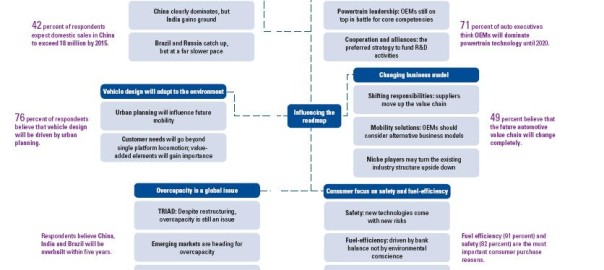 42 percent of respondents
expect domestic sales in China
to exceed 18 million by 2015.
China clearly dominates, but
India gains ground
Brazil and Russia catch up,
but at a far slower pace
Powertrain leadership: OEMs still on
top in battle for core competencies
Cooperation and alliances: the
preferred strategy to fund R&D
activities
71 percent of auto executives
think OEMs will dominate
powertrain technology until 2020.
Vehicle design will adapt to the environment
Urban planning will influence future
mobility
Customer needs will go beyond
single platform locomotion; value-
added elements will gain importance
76 percent of respondents
believe that vehicle design
will be driven by urban
planning.
Influencing the
roadmap
Changing business model
Shifting responsibilities: suppliers
move up the value chain
Mobility solutions: OEMs should
consider alternative business models
Niche players may turn the existing
industry structure upside down
49 percent believe that
the future automotive
value chain will change
completely.
Overcapacity is a global issue
TRIAD: Despite restructuring,
overcapacity is still an issue
Emerging markets are heading for
overcapacity
Respondents believe China,
India and Brazil will be
overbuilt within five years.
Consumer focus on safety and fuel-efficiency
Safety: new technologies come
with new risks
Fuel-efficiency: driven by bank
balance not by environmental
conscience
Fuel efficiency (91 percent) and
safety (82 percent) are the most
important consumer purchase
reasons.